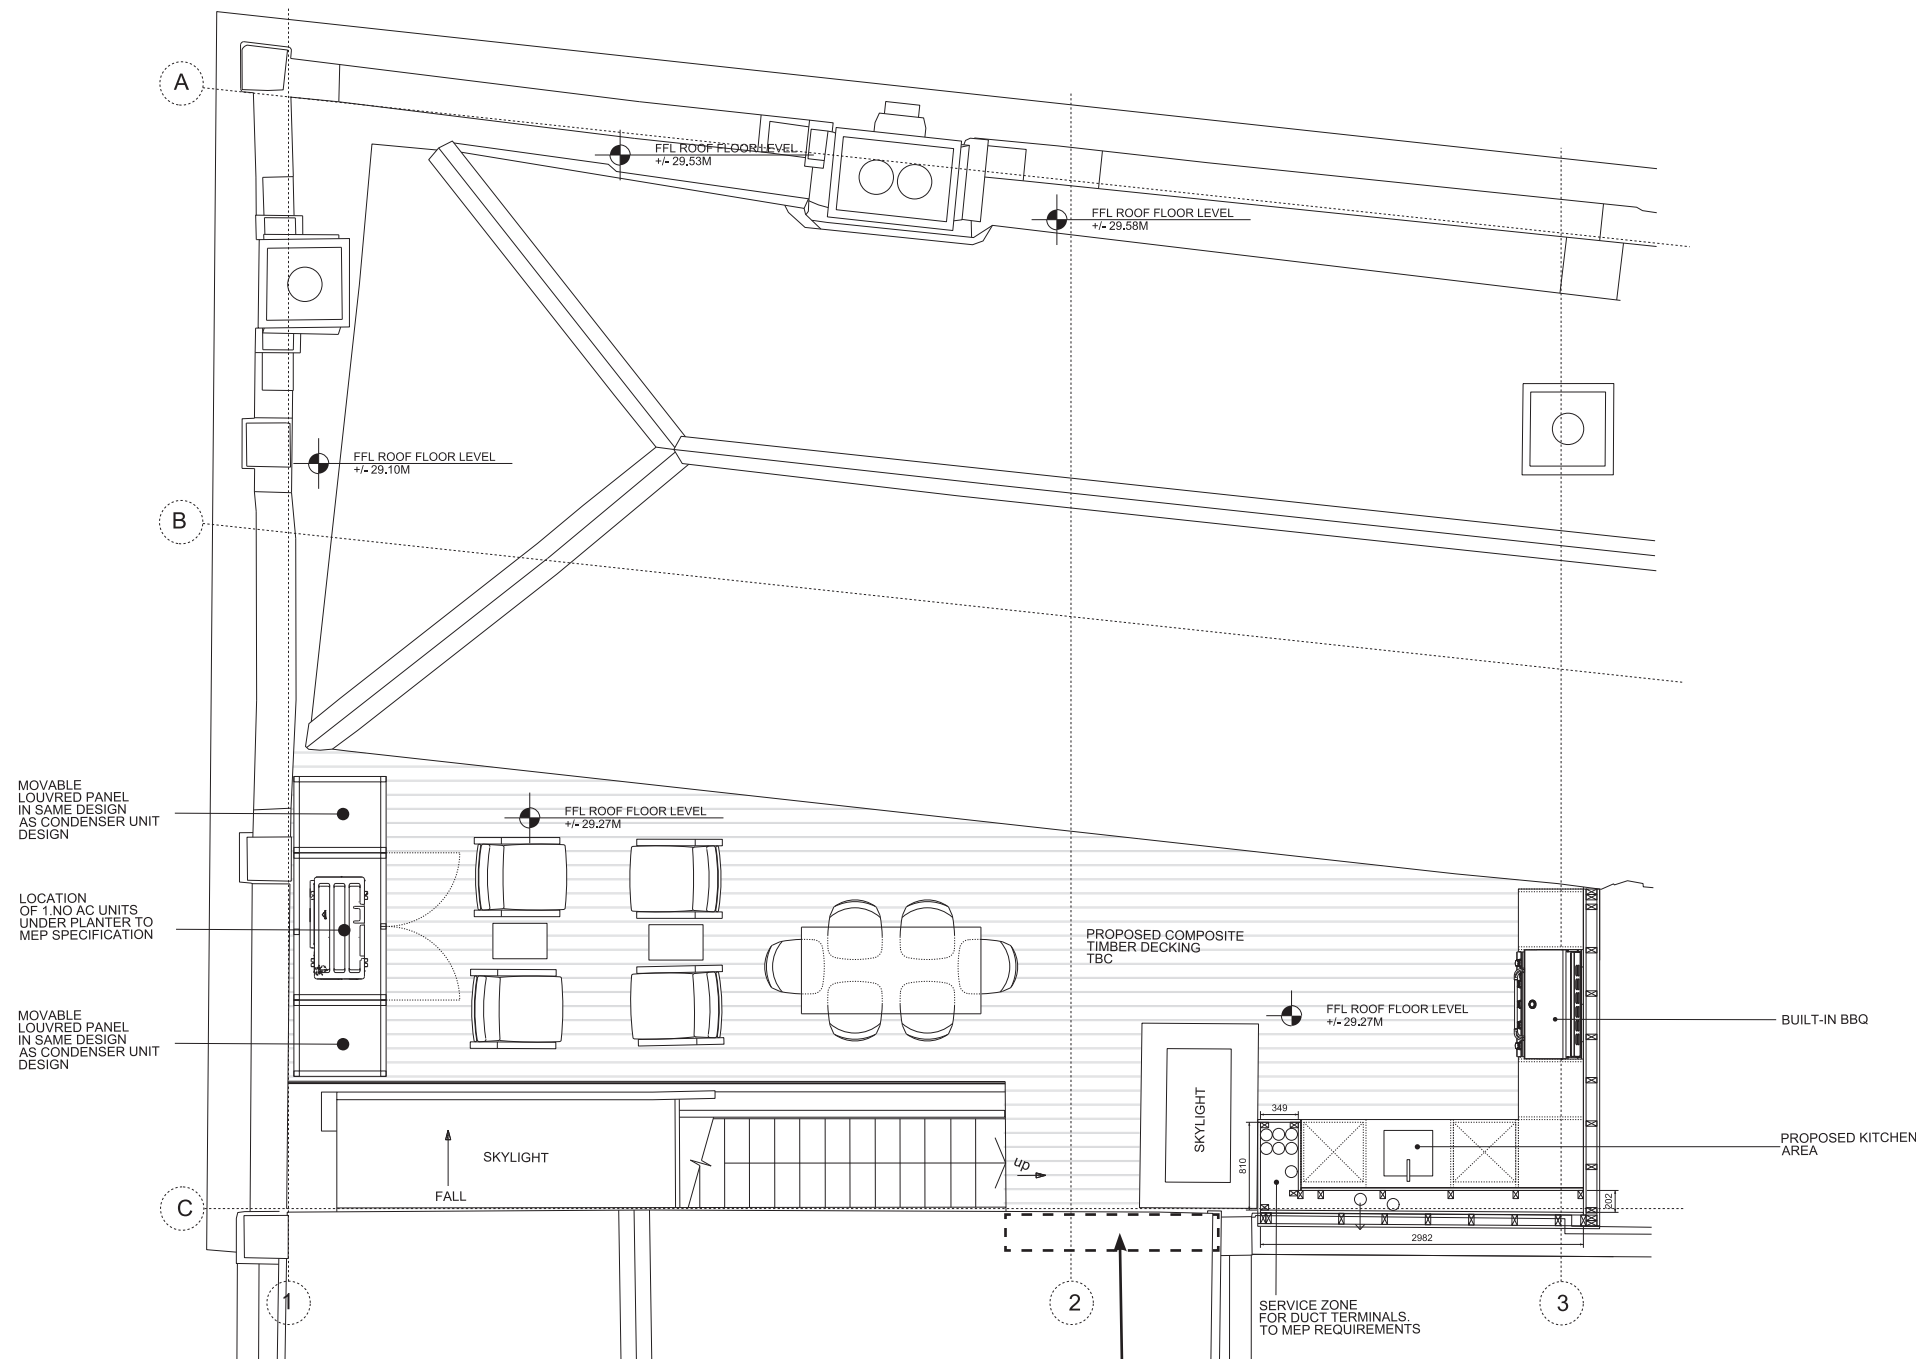 A
FFL ROOF FLOOR LEVEL
+/- 29.53M
FFL ROOF FLOOR LEVEL
+/- 29.58M
FFL ROOF FLOOR LEVEL
+/- 29.10M
B
MOVABLE
LOUVRED PANEL
IN SAME DESIGN
AS CONDENSER UNIT
DESIGN
FFL ROOF FLOOR LEVEL
+/- 29.27M
LOCATION
OF 1.NO AC UNITS
UNDER PLANTER TO
MEP SPECIFICATION
PROPOSED COMPOSITE
TIMBER DECKING
TBC
FFL ROOF FLOOR LEVEL
+/- 29.27M
MOVABLE
LOUVRED PANEL
IN SAME DESIGN
AS CONDENSER UNIT
DESIGN
BUILT-IN BBQ
SKYLIGHT
349
PROPOSED KITCHEN
AREA
SKYLIGHT
up
810
FALL
202
C
2982
1
2
3
SERVICE ZONE
FOR DUCT TERMINALS.
TO MEP REQUIREMENTS